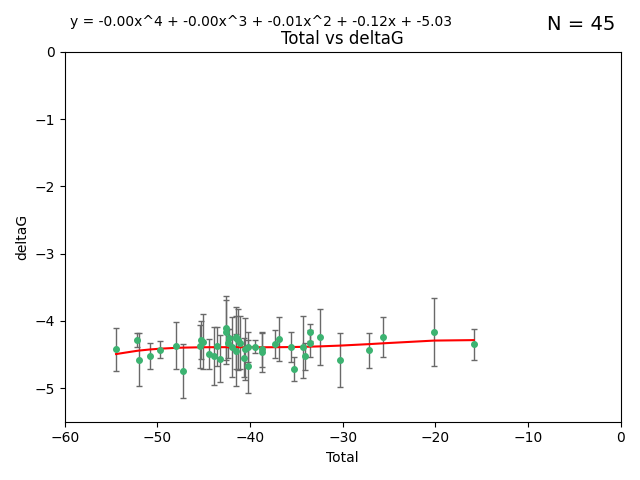 y = -0.00x^4 + -0.00x^3 + -0.01x^2 + -0.12x + -5.03
N = 45
Total vs deltaG
0
−1
−2
−3
−4
−5
deltaG
−60 −50 −40 −30 −20 −10 0
Total